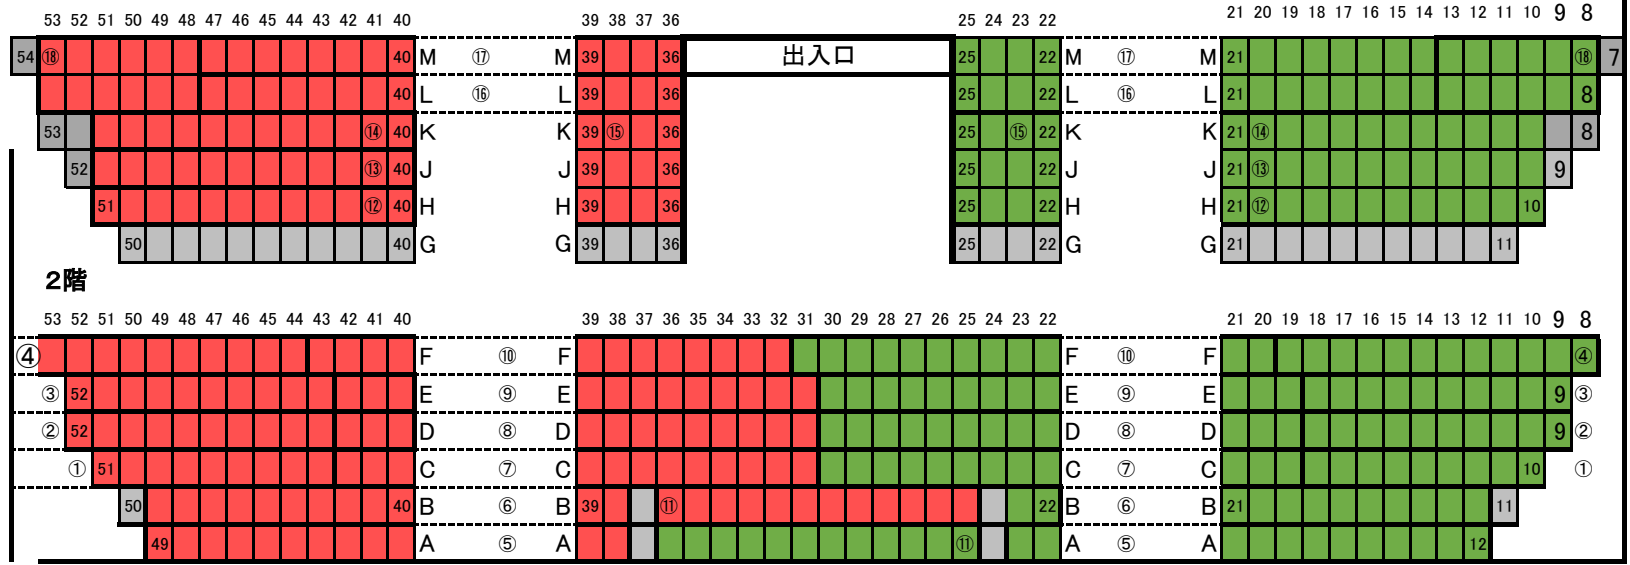 53 52 51 50 49 48 47 46 45 44 43 42 41 40 39 38 37 36 25 24 23 22 21 20 19 18 17 16 15 14 13 12 11 10 9 8
54 ⑱ 40 M ⑰ M 39 36 出入口 25 22 M ⑰ M 21 ⑱ 7
40 L ⑯ L 39 36 25 22 L ⑯ L 21 8
53 ⑭ 40 K K 39 ⑮ 36 25 ⑮ 22 K K 21 ⑭ 8
52 ⑬ 40 J J 39 36 25 22 J J 21 ⑬ 9
51 ⑫ 40 H H 39 36 25 22 H H 21 ⑫ 10
50 40 G G 39 36 25 22 G G 21 11
2階
53 52 51 50 49 48 47 46 45 44 43 42 41 40 39 38 37 36 35 34 33 32 31 30 29 28 27 26 25 24 23 22 21 20 19 18 17 16 15 14 13 12 11 10 9 8
④ F ⑩ F F ⑩ F ④
③ 52 E ⑨ E E ⑨ E 9 ③
② 52 D ⑧ D D ⑧ D 9 ②
① 51 C ⑦ C C ⑦ C 10 ①
50 40 B ⑥ B 39 ⑪ 22 B ⑥ B 21 11
49 A ⑤ A ⑪ A ⑤ A 12